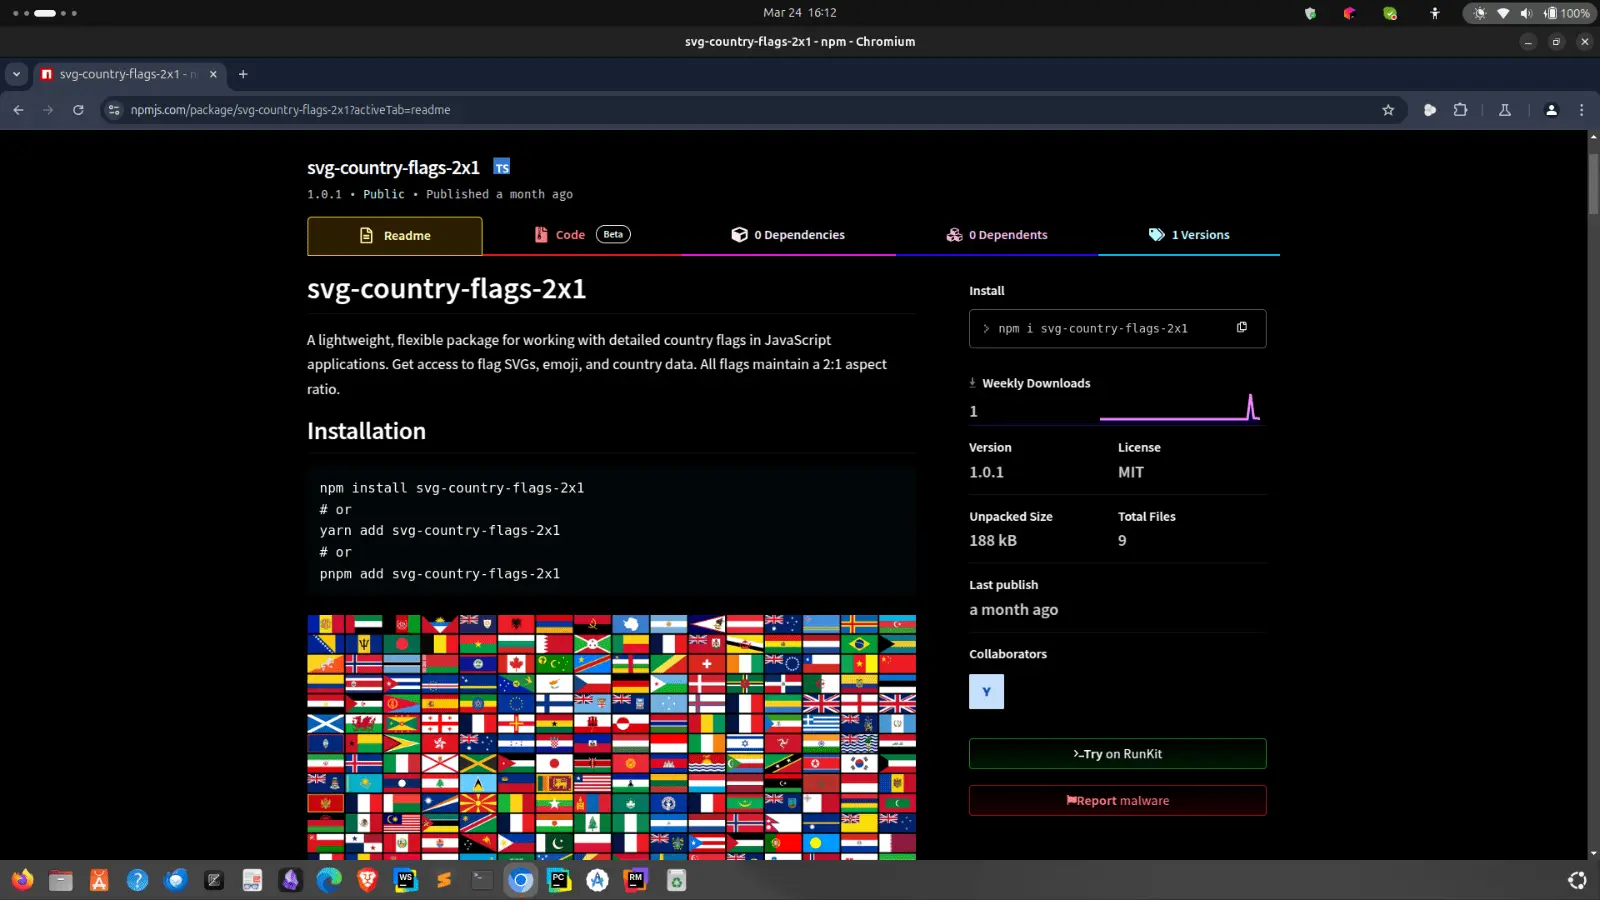 Mar 24 16:12
100%
svg-country-flags-2x1 - npm - Chromium
svg-country-flags-2x1 - n
npmjs.com/package/svg-country-flags-2x1?activeTab=readme
svg-country-flags-2x1 TS
1.0.1 • Public • Published a month ago
Readme
Code Beta
0 Dependencies
0 Dependents
1 Versions
svg-country-flags-2x1
A lightweight, flexible package for working with detailed country flags in JavaScript
applications. Get access to flag SVGs, emoji, and country data. All flags maintain a 2:1 aspect
ratio.
Installation
npm install svg-country-flags-2x1
# or
yarn add svg-country-flags-2x1
# or
pnpm add svg-country-flags-2x1
Install
> npm i svg-country-flags-2x1
Weekly Downloads
1
Version
License
1.0.1
MIT
Unpacked Size
Total Files
188 kB
9
Last publish
a month ago
Collaborators
Y
>-Try on RunKit
Report malware
WS
PC
RM